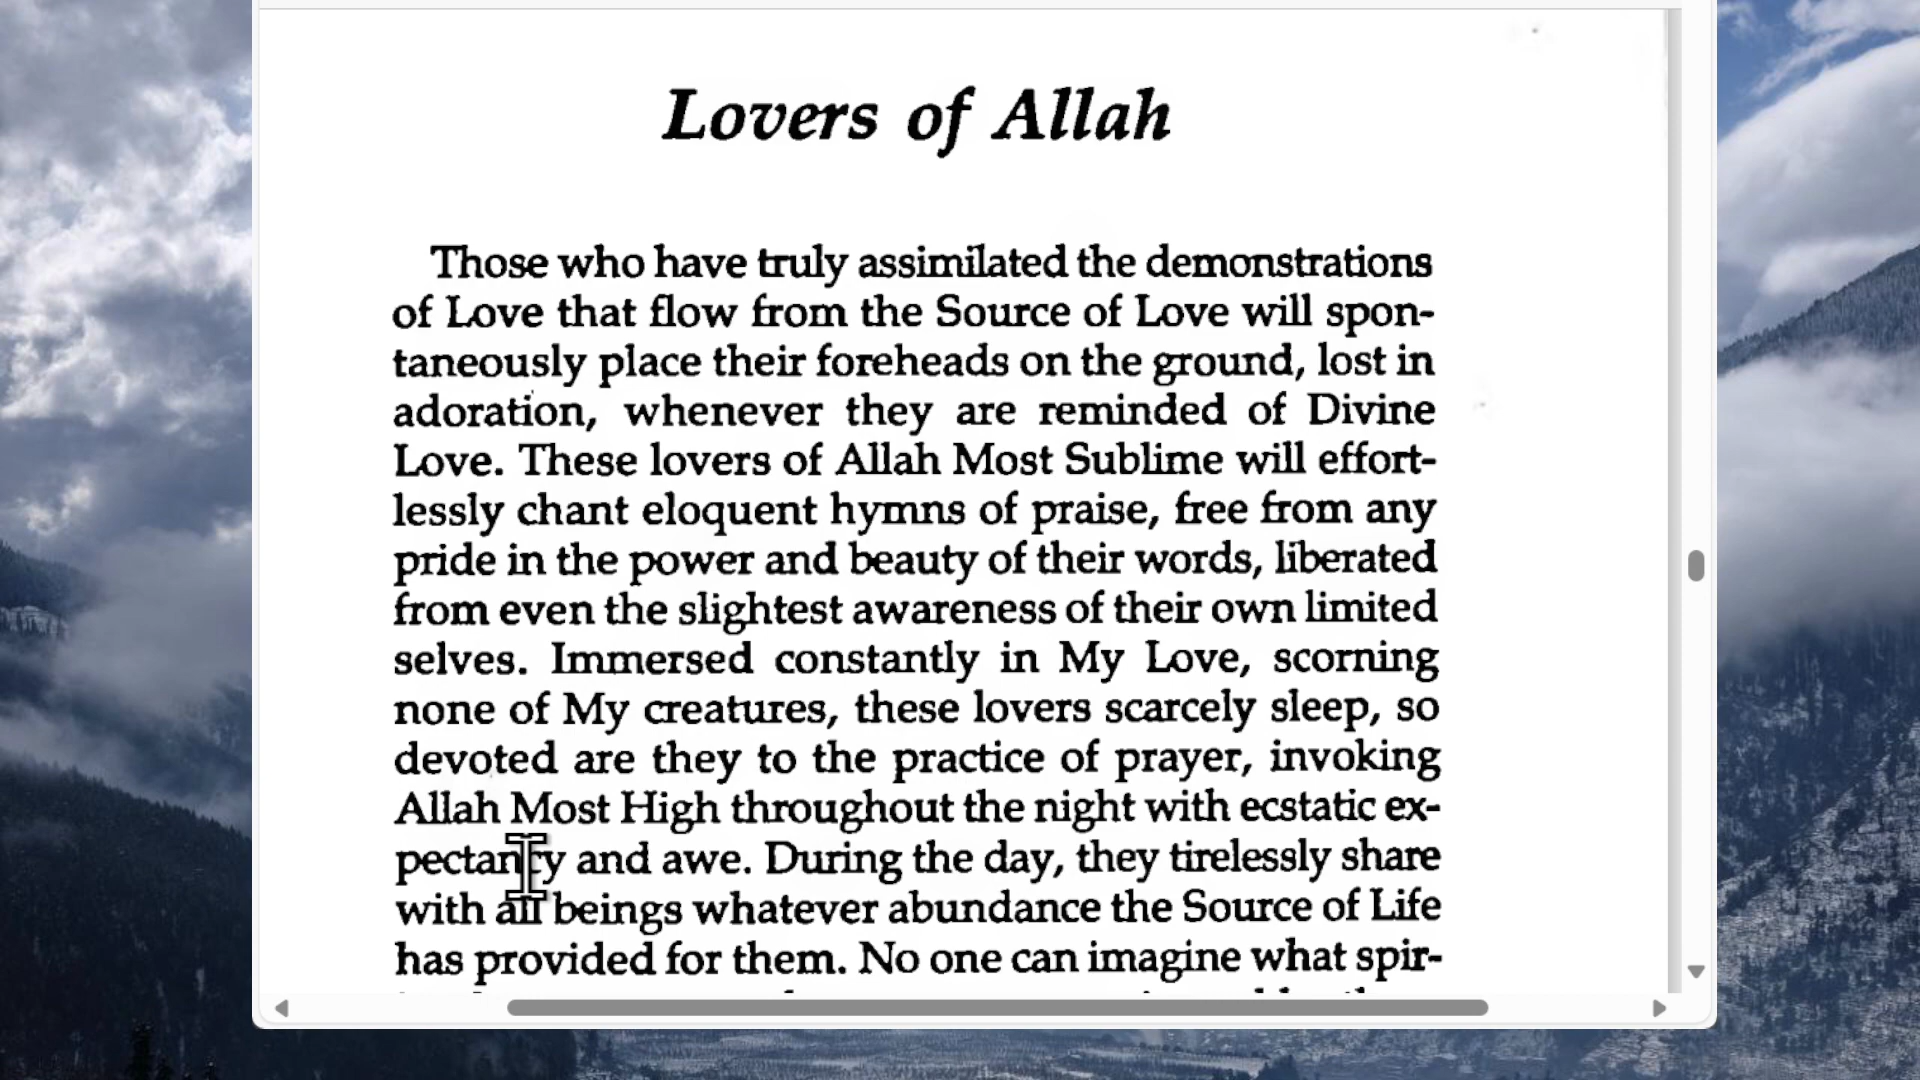 Lovers of Allah
Those who have truly assimilated the demonstrations
of Love that flow from the Source of Love will spon-
taneously place their foreheads on the ground, lost in
adoration, whenever they are reminded of Divine
Love. These lovers of Allah Most Sublime will effort-
lessly chant eloquent hymns of praise, free from any
pride in the power and beauty of their words, liberated
from even the slightest awareness of their own limited
selves. Immersed constantly in My Love, scorning
none of My creatures, these lovers scarcely sleep, so
devoted are they to the practice of prayer, invoking
Allah Most High throughout the night with ecstatic ex-
pectancy and awe. During the day, they tirelessly share
with all beings whatever abundance the Source of Life
has provided for them. No one can imagine what spir-